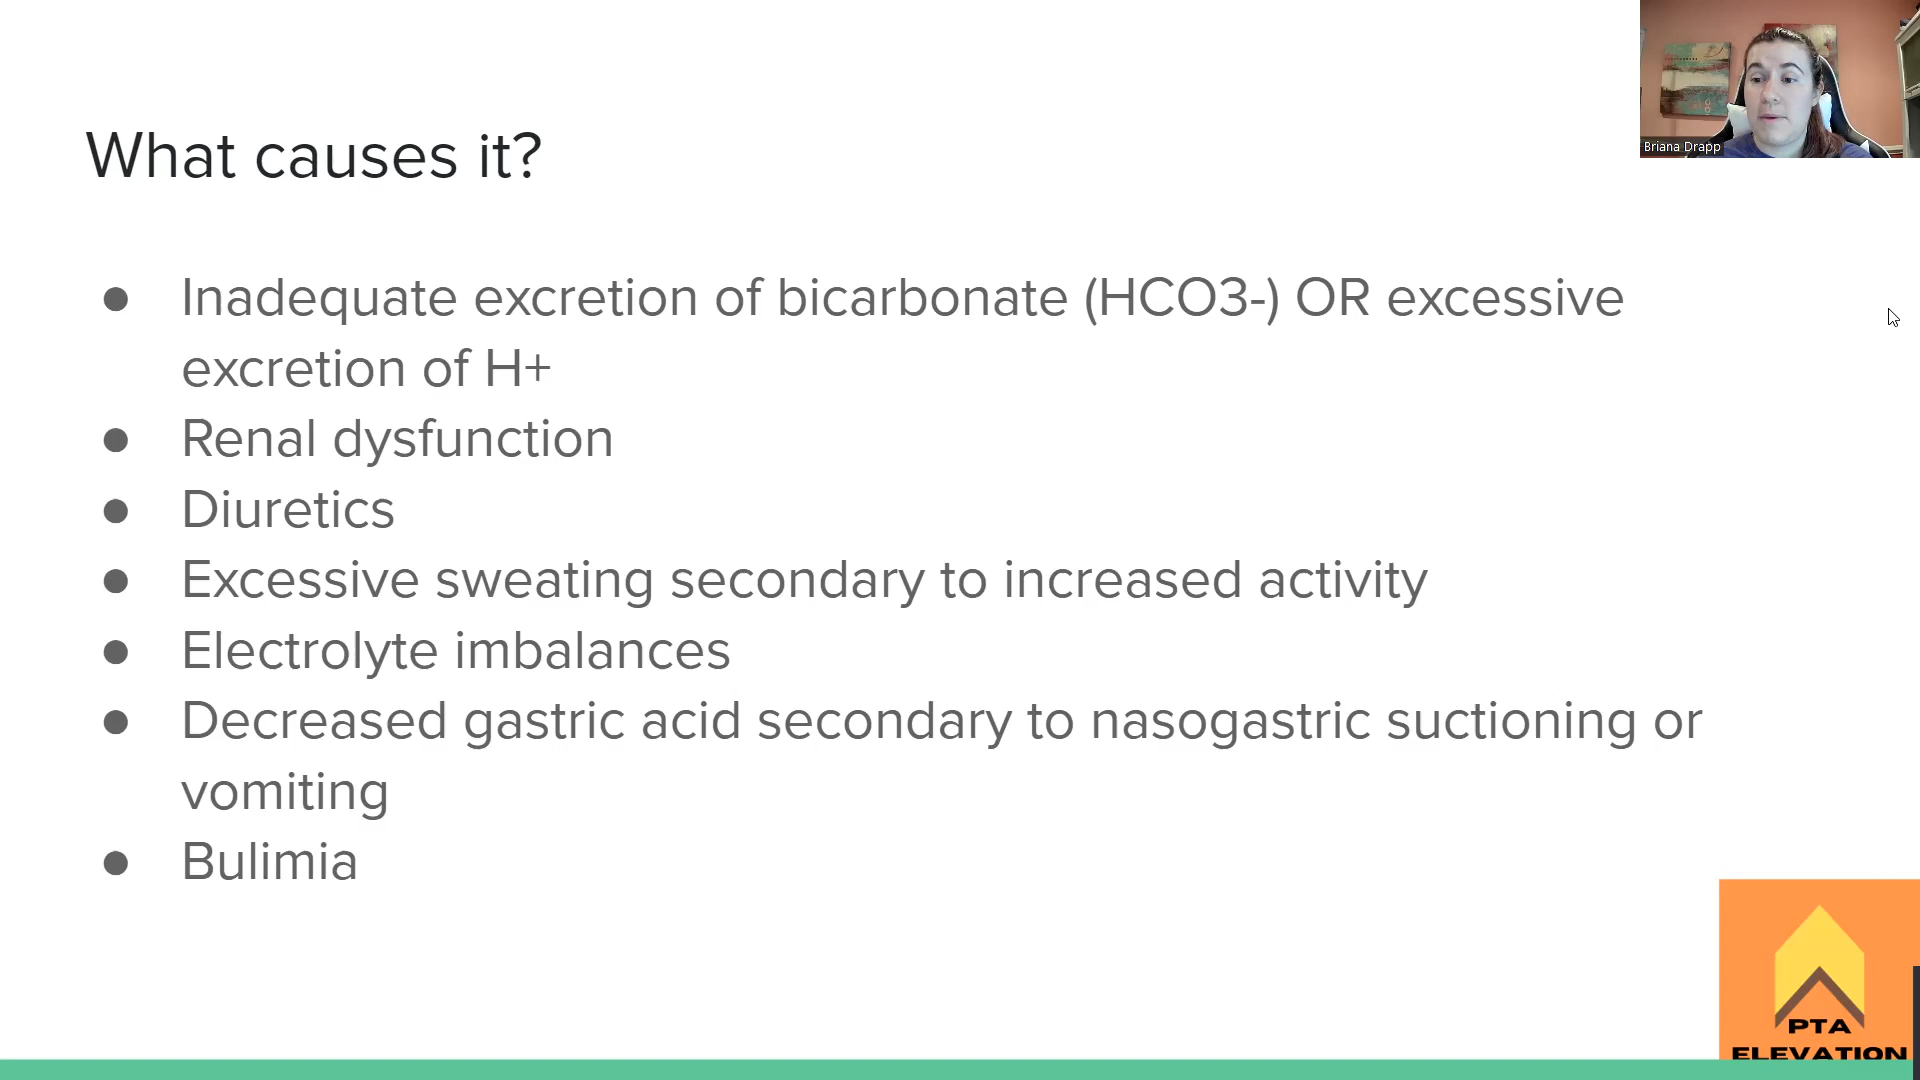 Briana Drapp
What causes it?
● Inadequate excretion of bicarbonate (HCO3-) OR excessive
excretion of H+
● Renal dysfunction
● Diuretics
● Excessive sweating secondary to increased activity
● Electrolyte imbalances
● Decreased gastric acid secondary to nasogastric suctioning or
vomiting
● Bulimia
PTA
ELEVATION